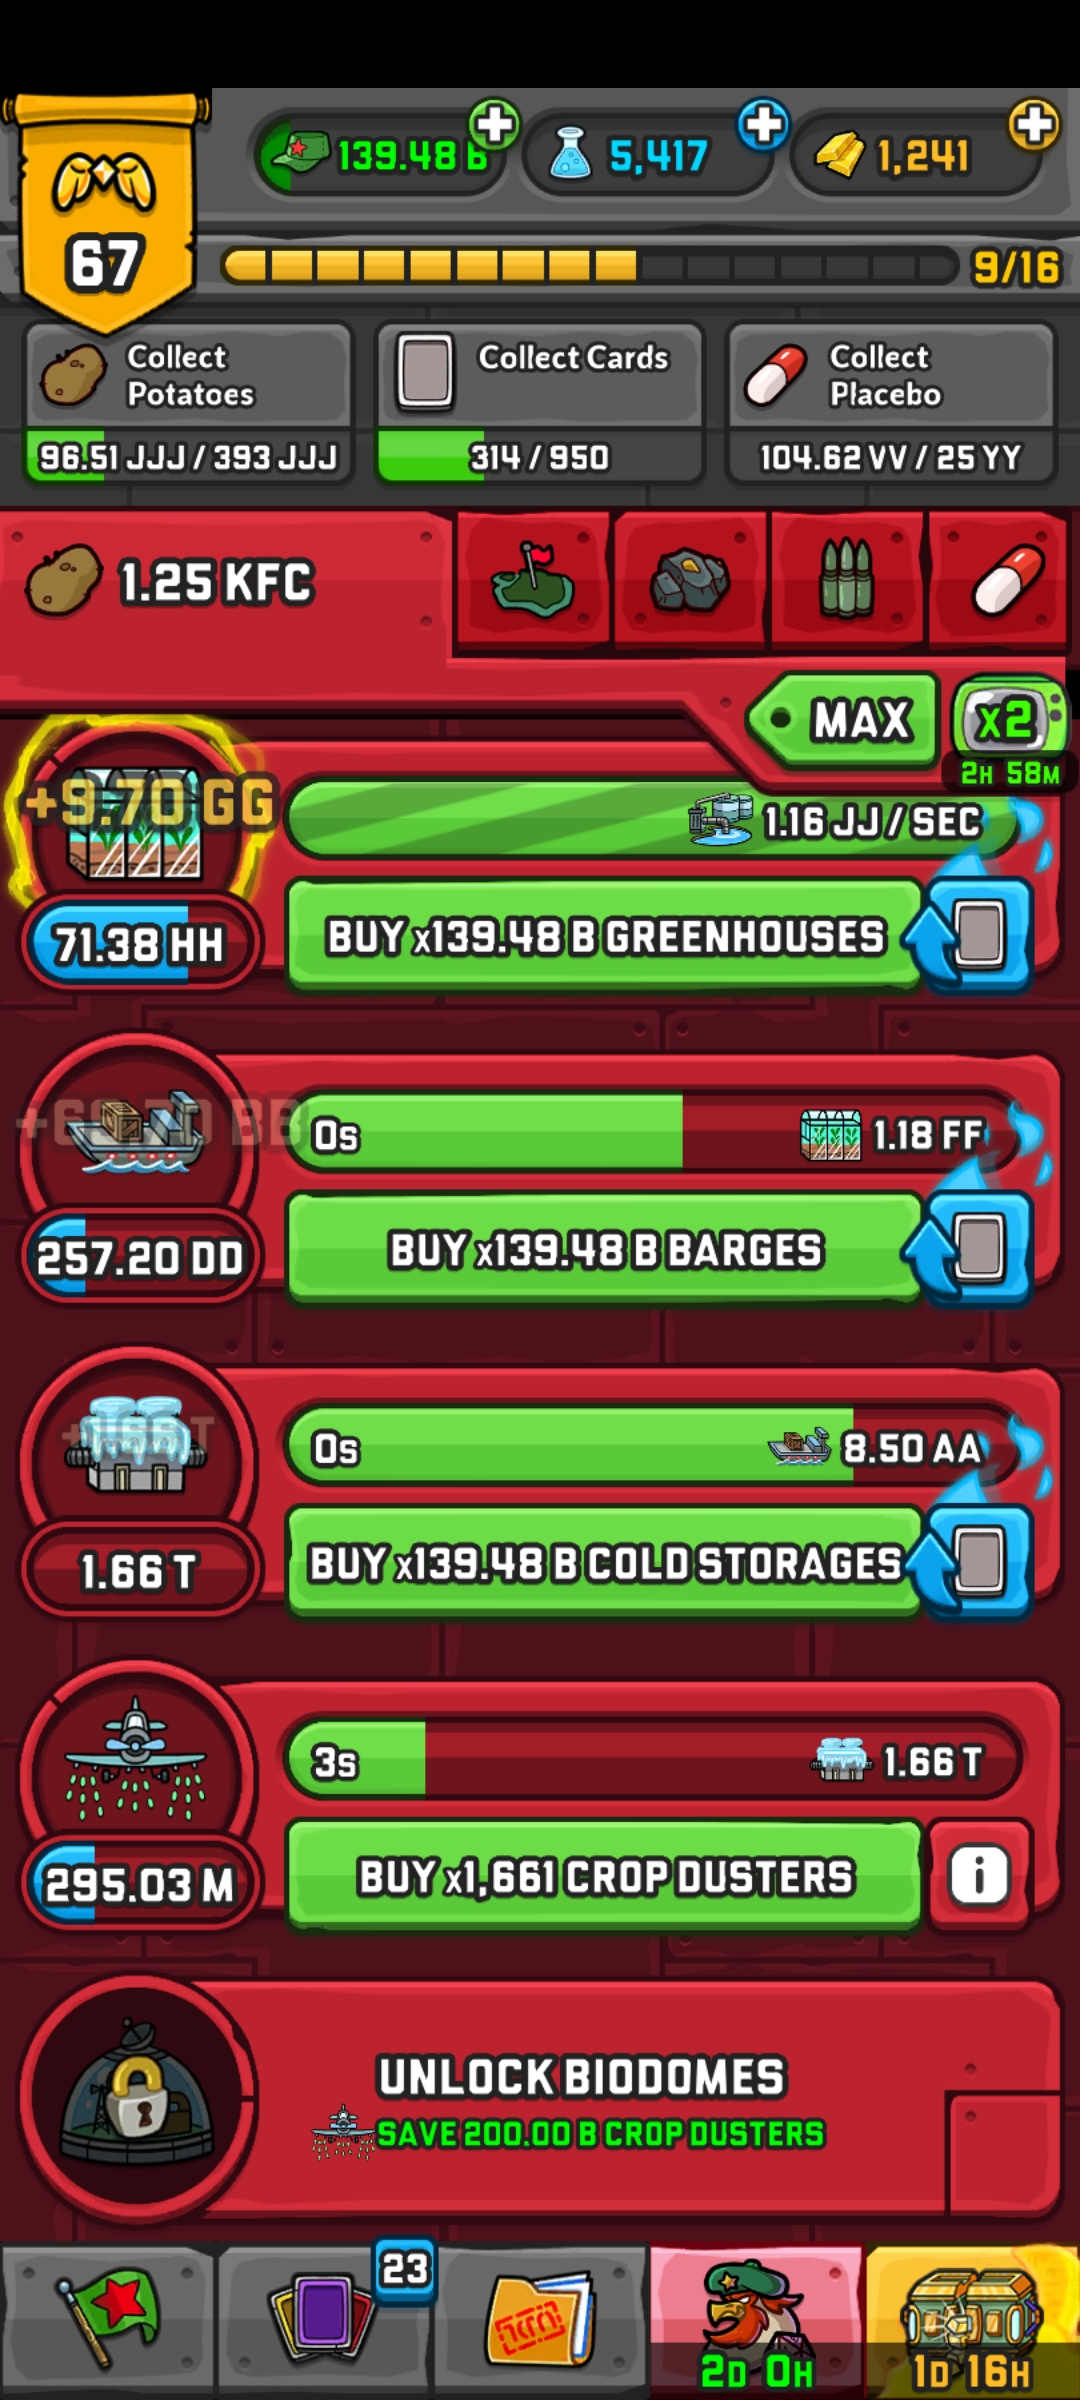 139.48 B
5,417
1,241
67
9/16
Collect
Potatoes
96.51 JJJ / 393 JJJ
Collect Cards
314 / 950
Collect
Placebo
104.62 VV / 25 YY
1.25 KFC
MAX
x2
2H 58M
+9.70 GG
1.16 JJ / SEC
71.38 HH
BUY x139.48 B GREENHOUSES
0s
1.18 FF
257.20 DD
BUY x139.48 B BARGES
0s
8.50 AA
1.66 T
BUY x139.48 B COLD STORAGES
3s
1.66 T
295.03 M
BUY x1,661 CROP DUSTERS
i
UNLOCK BIODOMES
SAVE 200.00 B CROP DUSTERS
23
2D 0H
1D 16H